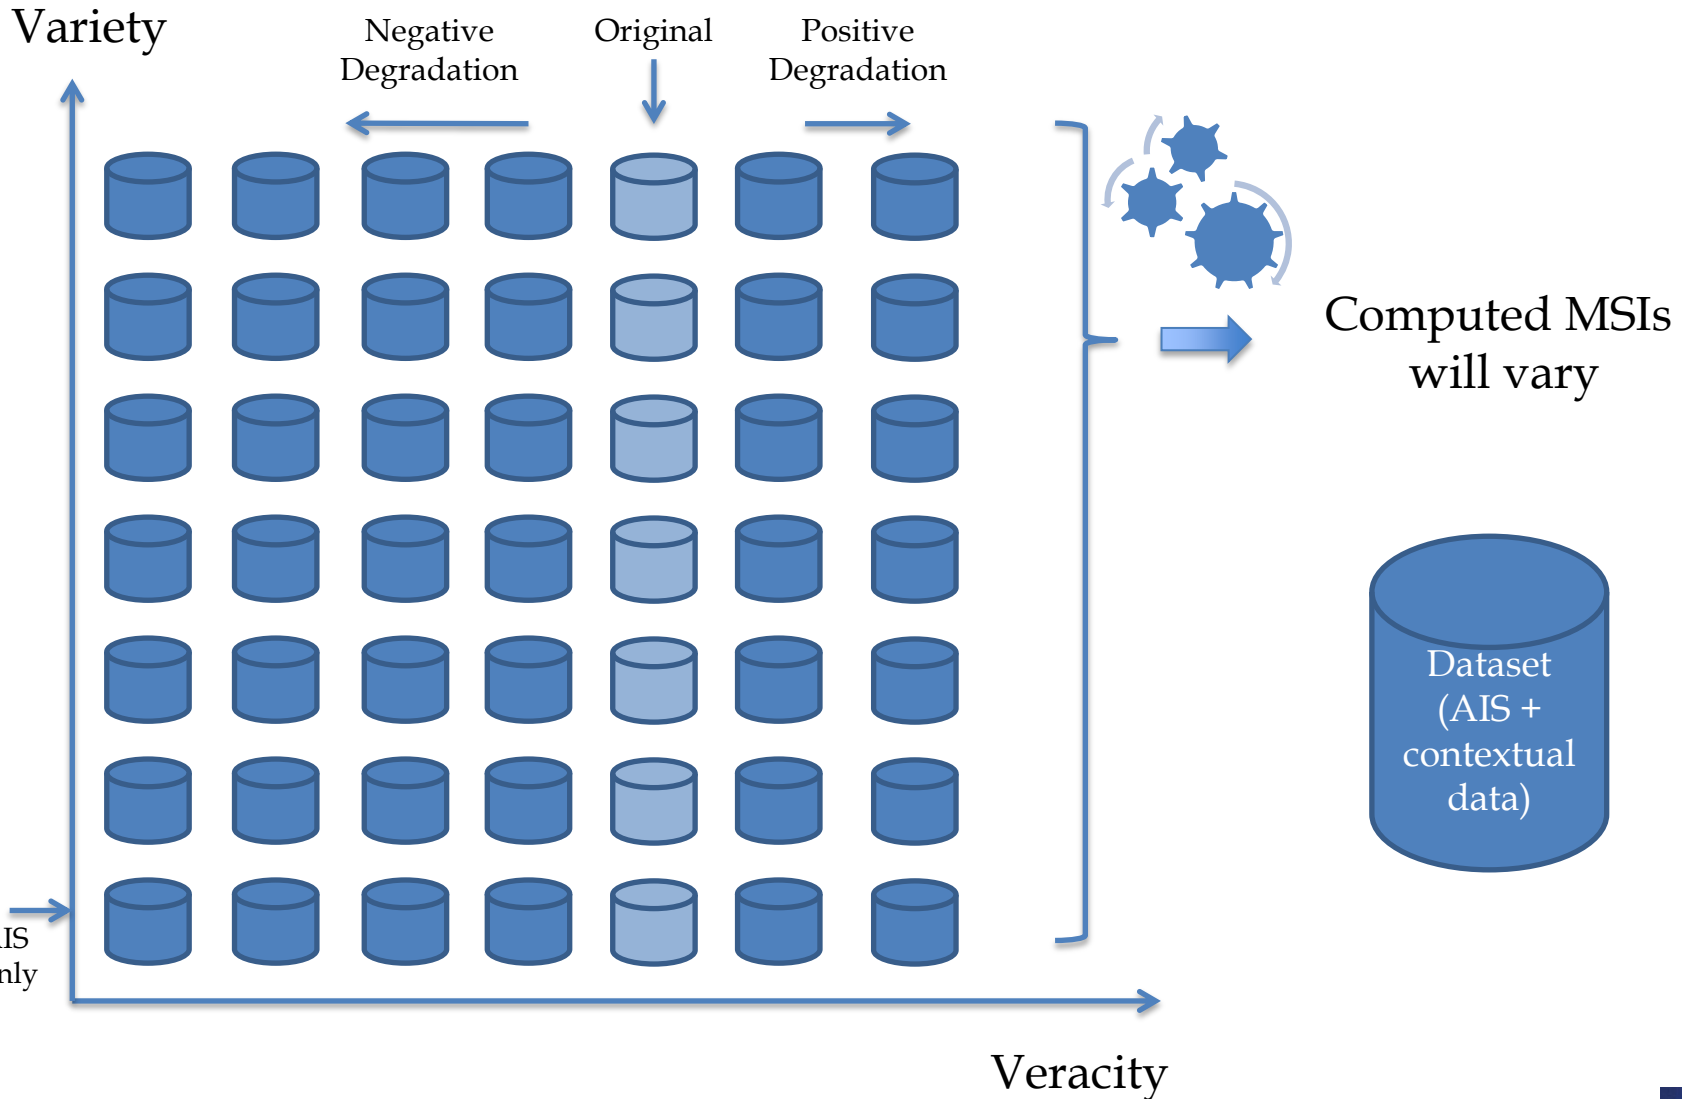 Variety
Negative
Degradation
Original
Positive
Degradation
Computed MSIs
will vary
Dataset
(AIS +
contextual
data)
Veracity